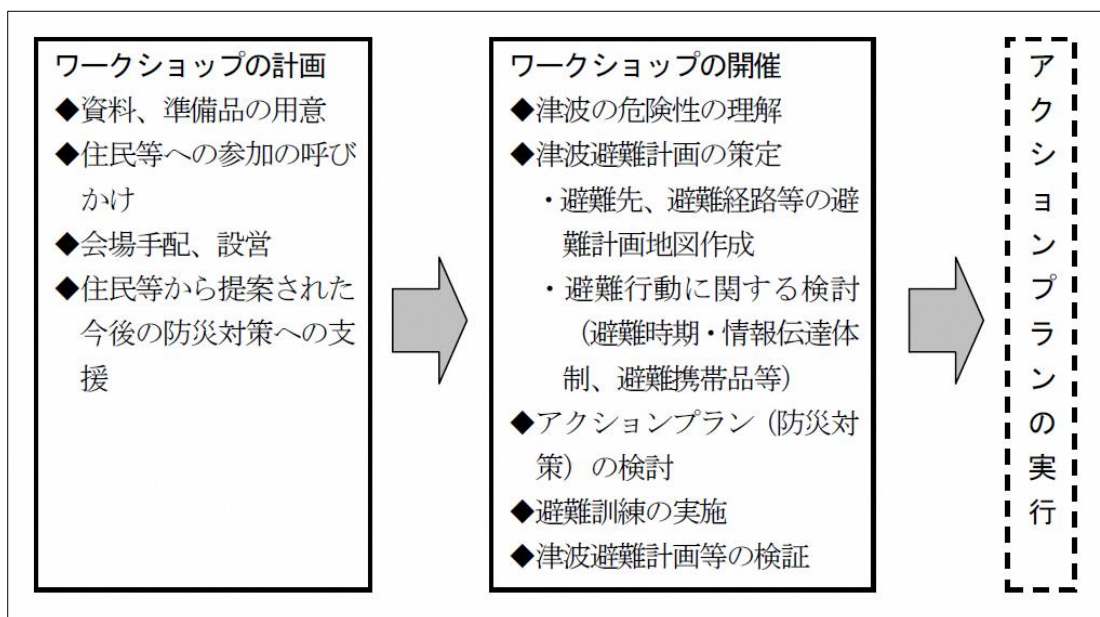 ワークショップの計画
◆資料、準備品の用意
◆住民等への参加の呼び
かけ
◆会場手配、設営
◆住民等から提案された
今後の防災対策への支
援
ワークショップの開催
◆津波の危険性の理解
◆津波避難計画の策定
・避難先、避難経路等の避
難計画地図作成
・避難行動に関する検討
（避難時期・情報伝達体
制、避難携帯品等）
◆アクションプラン（防災対
策）の検討
◆避難訓練の実施
◆津波避難計画等の検証
アクションプランの実行